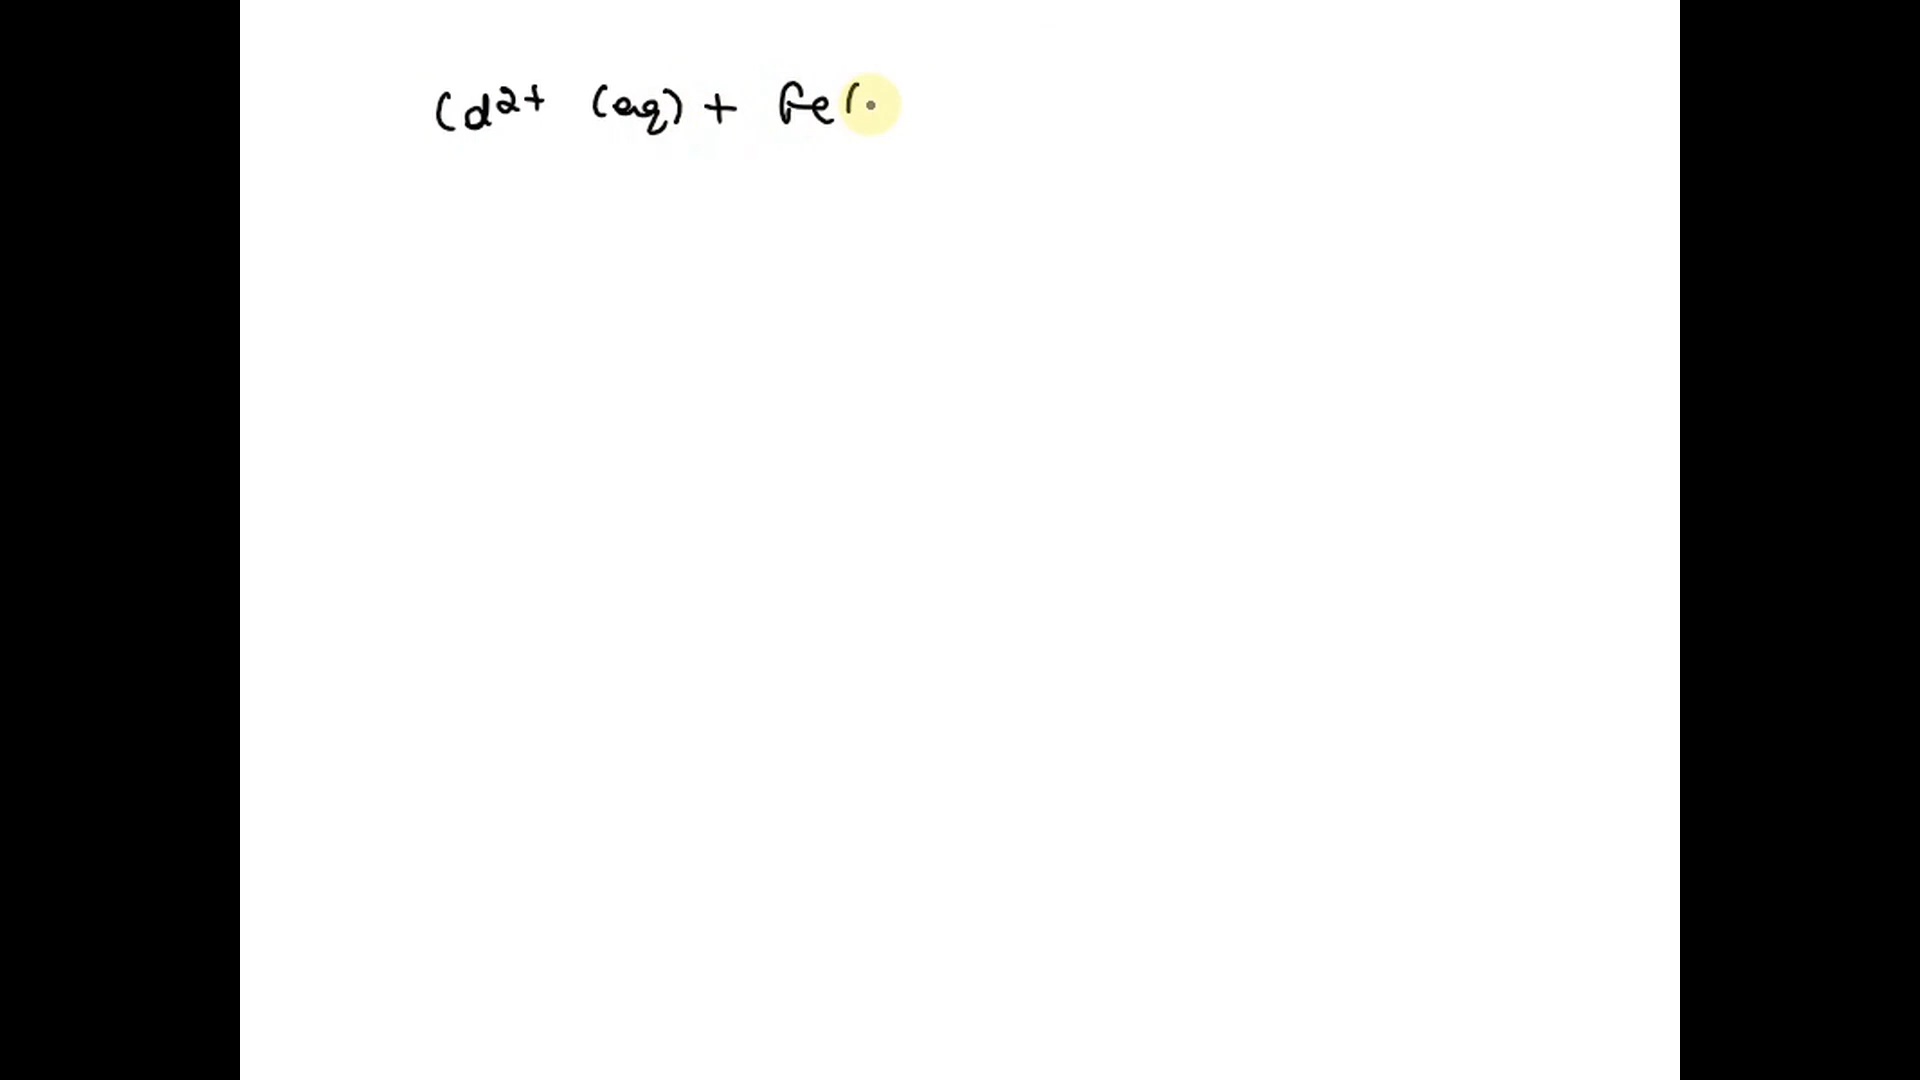 Cd²⁺ (aq) + Fe(